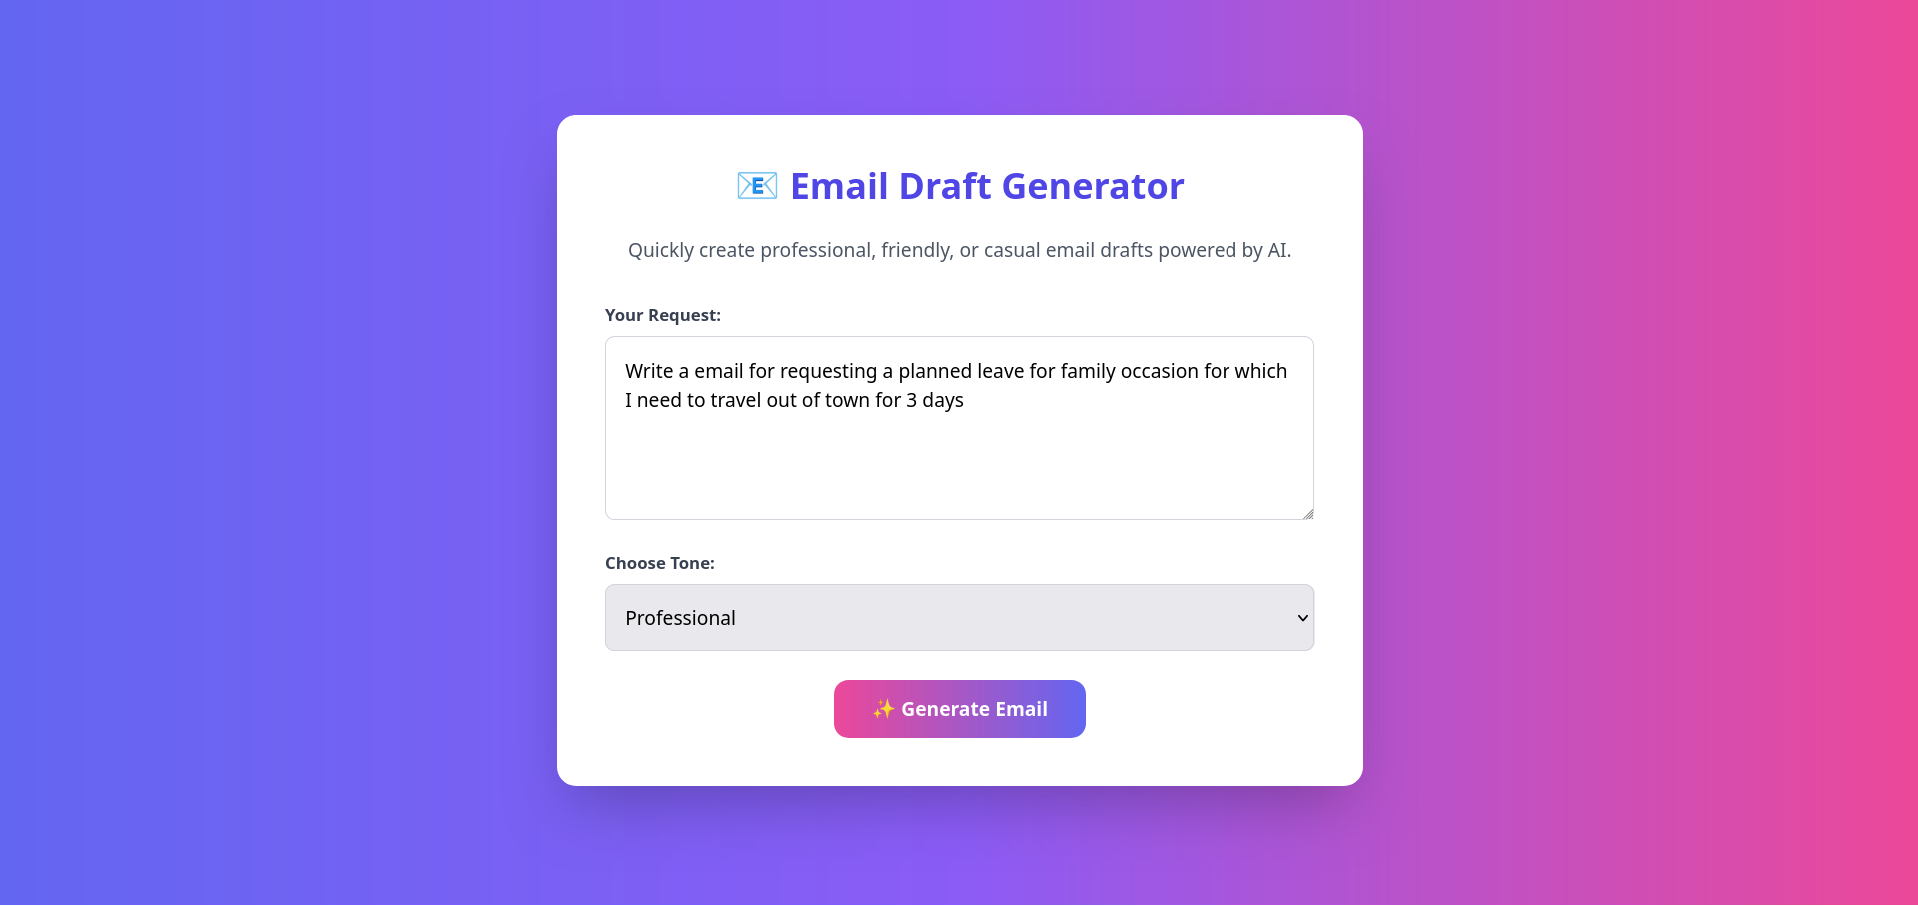 📧 Email Draft Generator
Quickly create professional, friendly, or casual email drafts powered by AI.
Your Request:
Write a email for requesting a planned leave for family occasion for which
I need to travel out of town for 3 days
Choose Tone:
Professional
✨ Generate Email